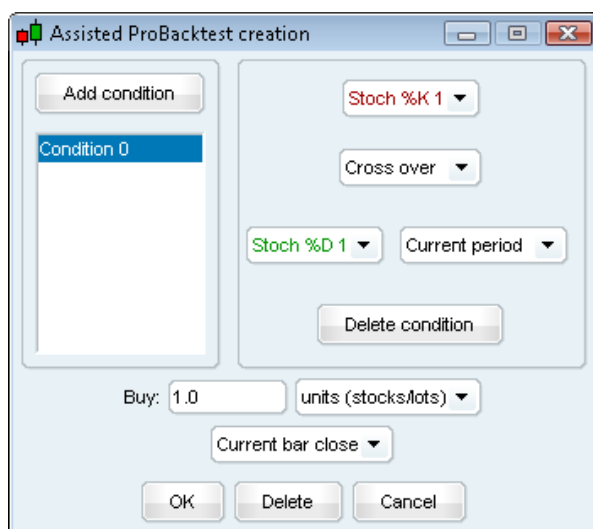 Assisted ProBacktest creation
Add condition
Condition 0
Stoch %K 1
Cross over
Stoch %D 1 Current period
Delete condition
Buy: 1.0 units (stocks/lots)
Current bar close
OK Delete Cancel